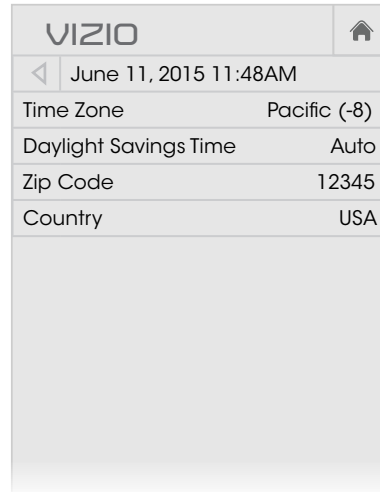 VIZIO
June 11, 2015 11:48AM
Time Zone Pacific (-8)
Daylight Savings Time Auto
Zip Code 12345
Country USA